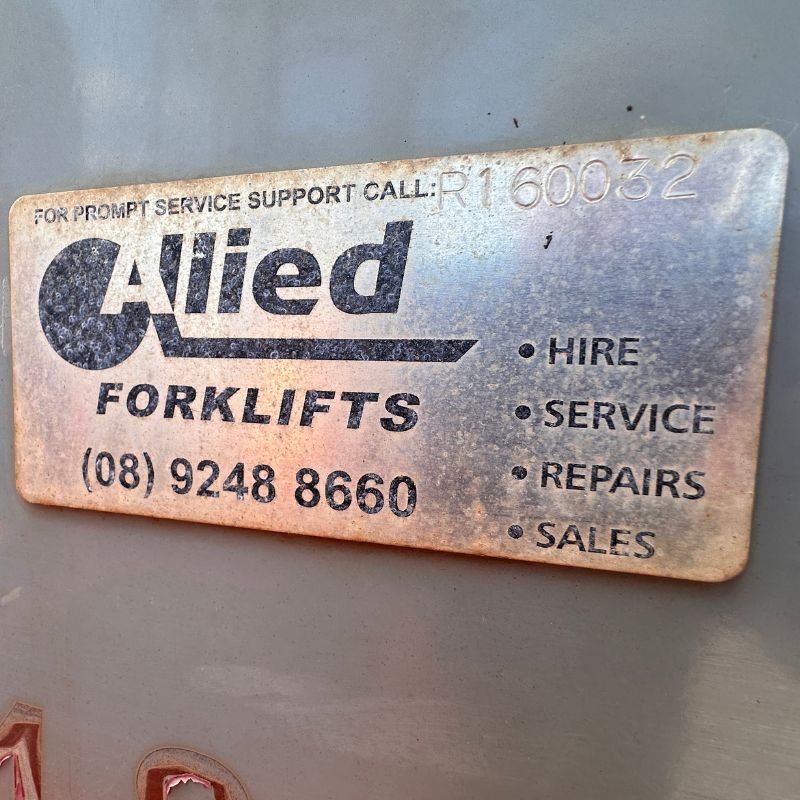 FOR PROMPT SERVICE SUPPORT CALL: R160032
Allied
FORKLIFTS
(08) 9248 8660
• HIRE
• SERVICE
• REPAIRS
• SALES